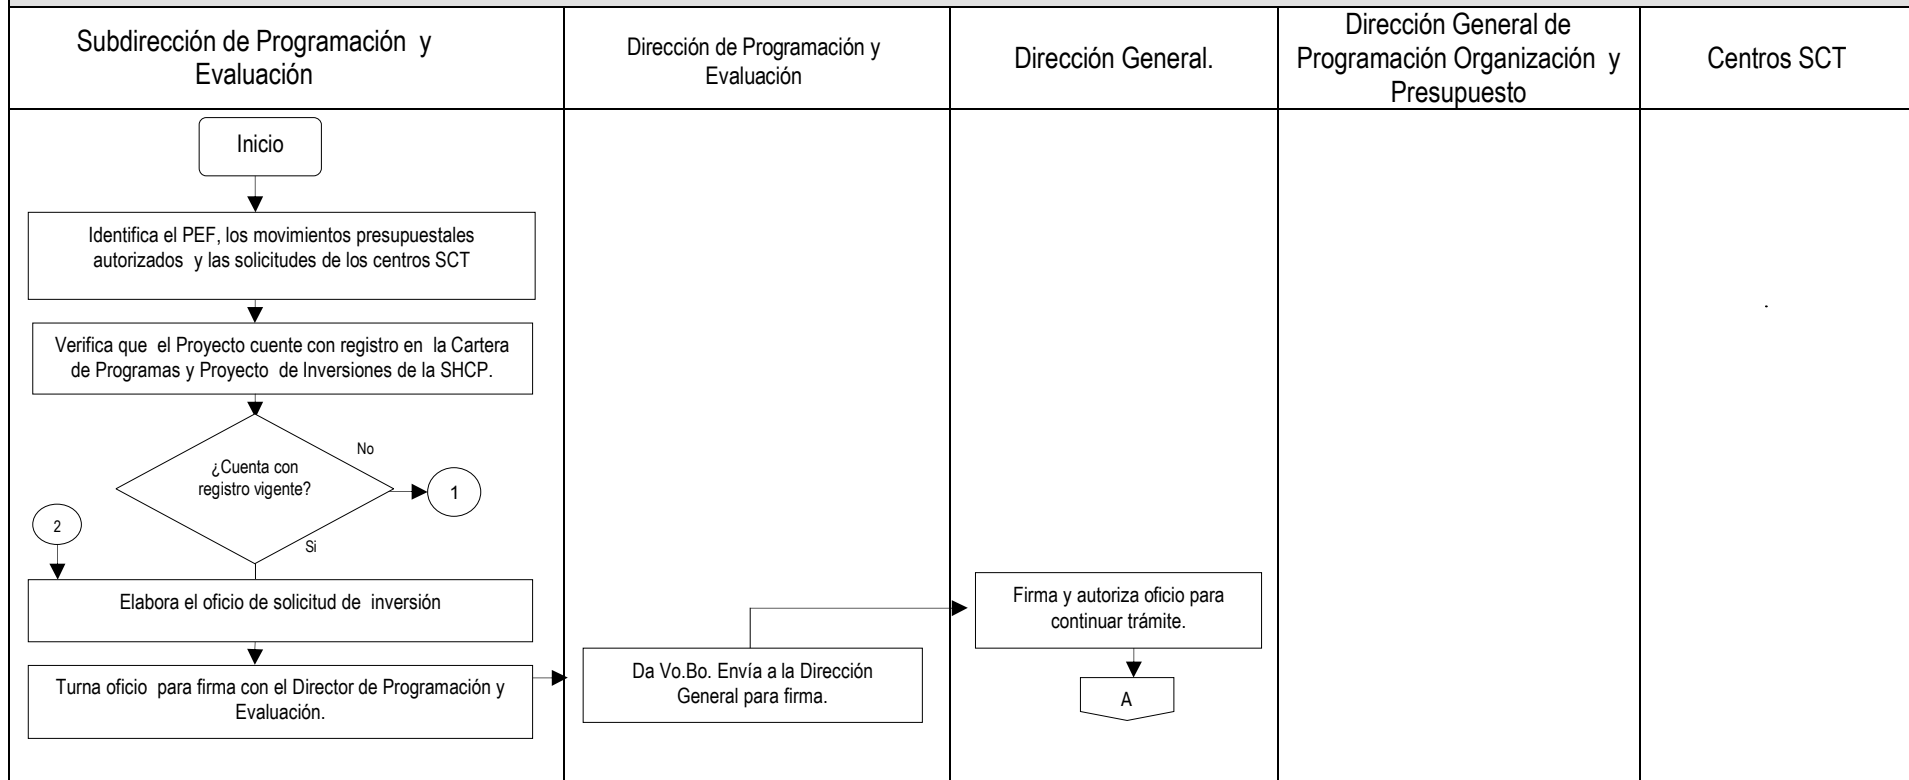 Subdirección de Programación y
Evaluación
Dirección de Programación y
Evaluación
Dirección General.
Dirección General de
Programación Organización y
Presupuesto
Centros SCT
Inicio
Identifica el PEF, los movimientos presupuestales
autorizados y las solicitudes de los centros SCT
Verifica que el Proyecto cuente con registro en la Cartera
de Programas y Proyecto de Inversiones de la SHCP.
¿Cuenta con
registro vigente?
No
1
2
Si
Elabora el oficio de solicitud de inversión
Turna oficio para firma con el Director de Programación y
Evaluación.
Da Vo.Bo. Envía a la Dirección
General para firma.
Firma y autoriza oficio para
continuar trámite.
A